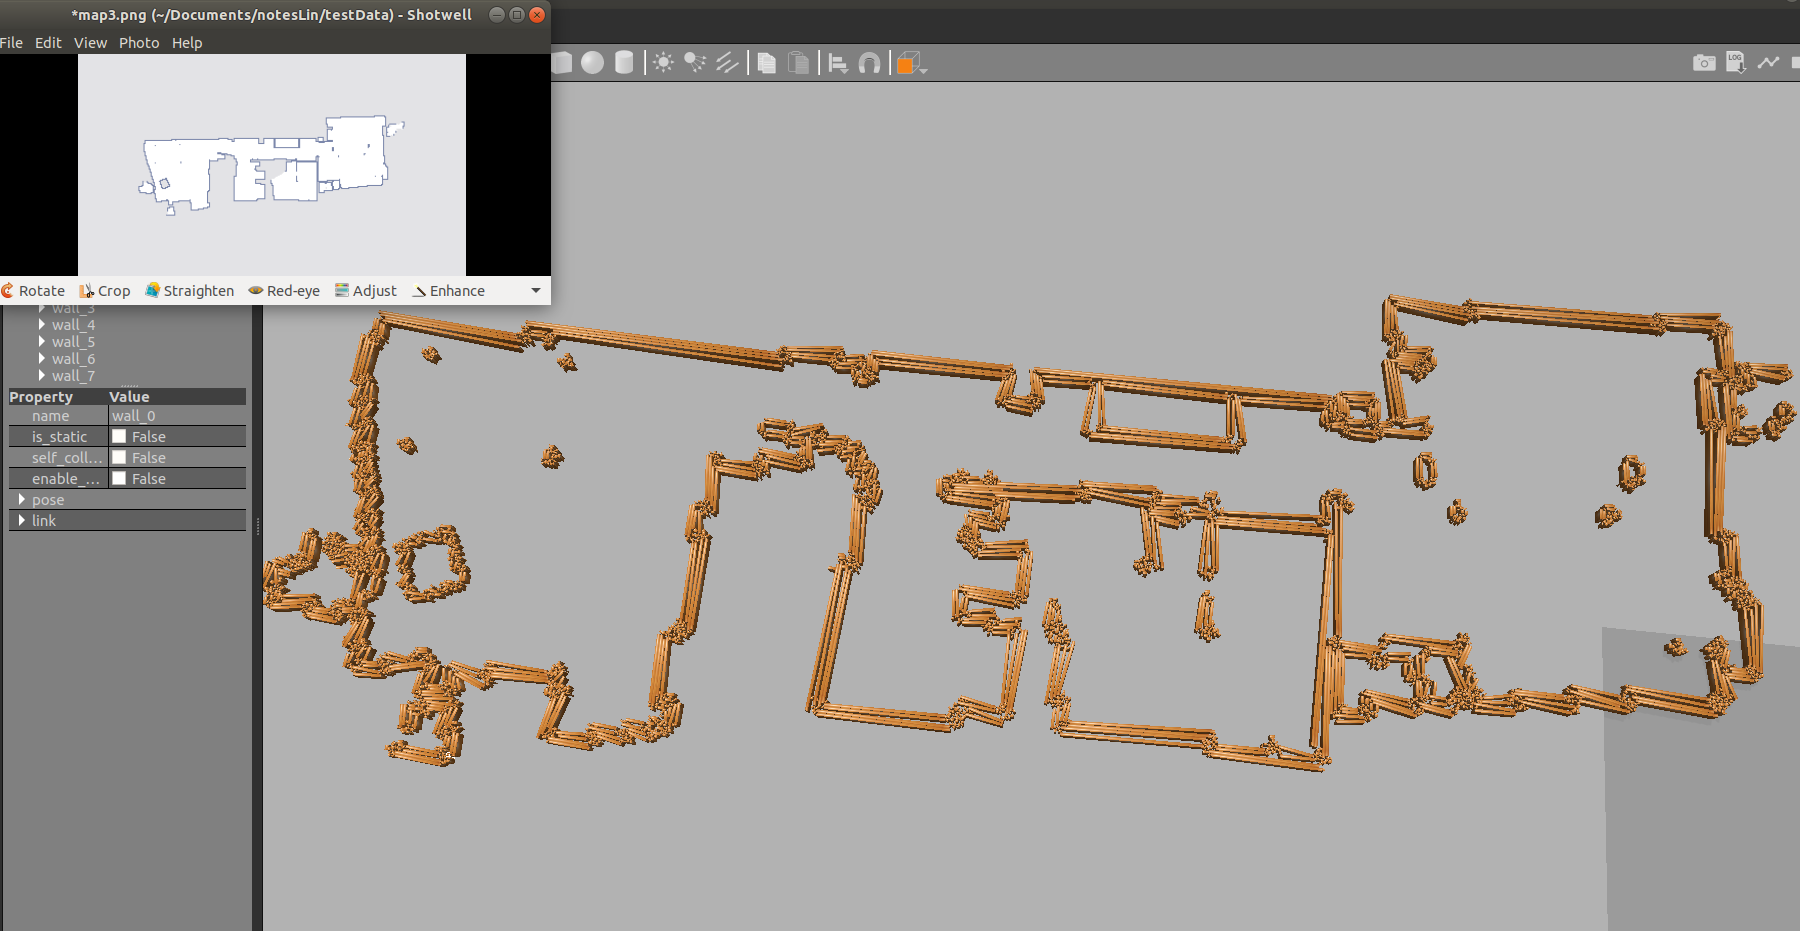 *map3.png (~/Documents/notesLin/testData) - Shotwell
File Edit View Photo Help
LOG
Rotate Crop Straighten Red-eye Adjust Enhance
wall_3
wall_4
wall_5
wall_6
wall_7
Property Value
name wall_0
is_static False
self_coll... False
enable_... False
pose
link